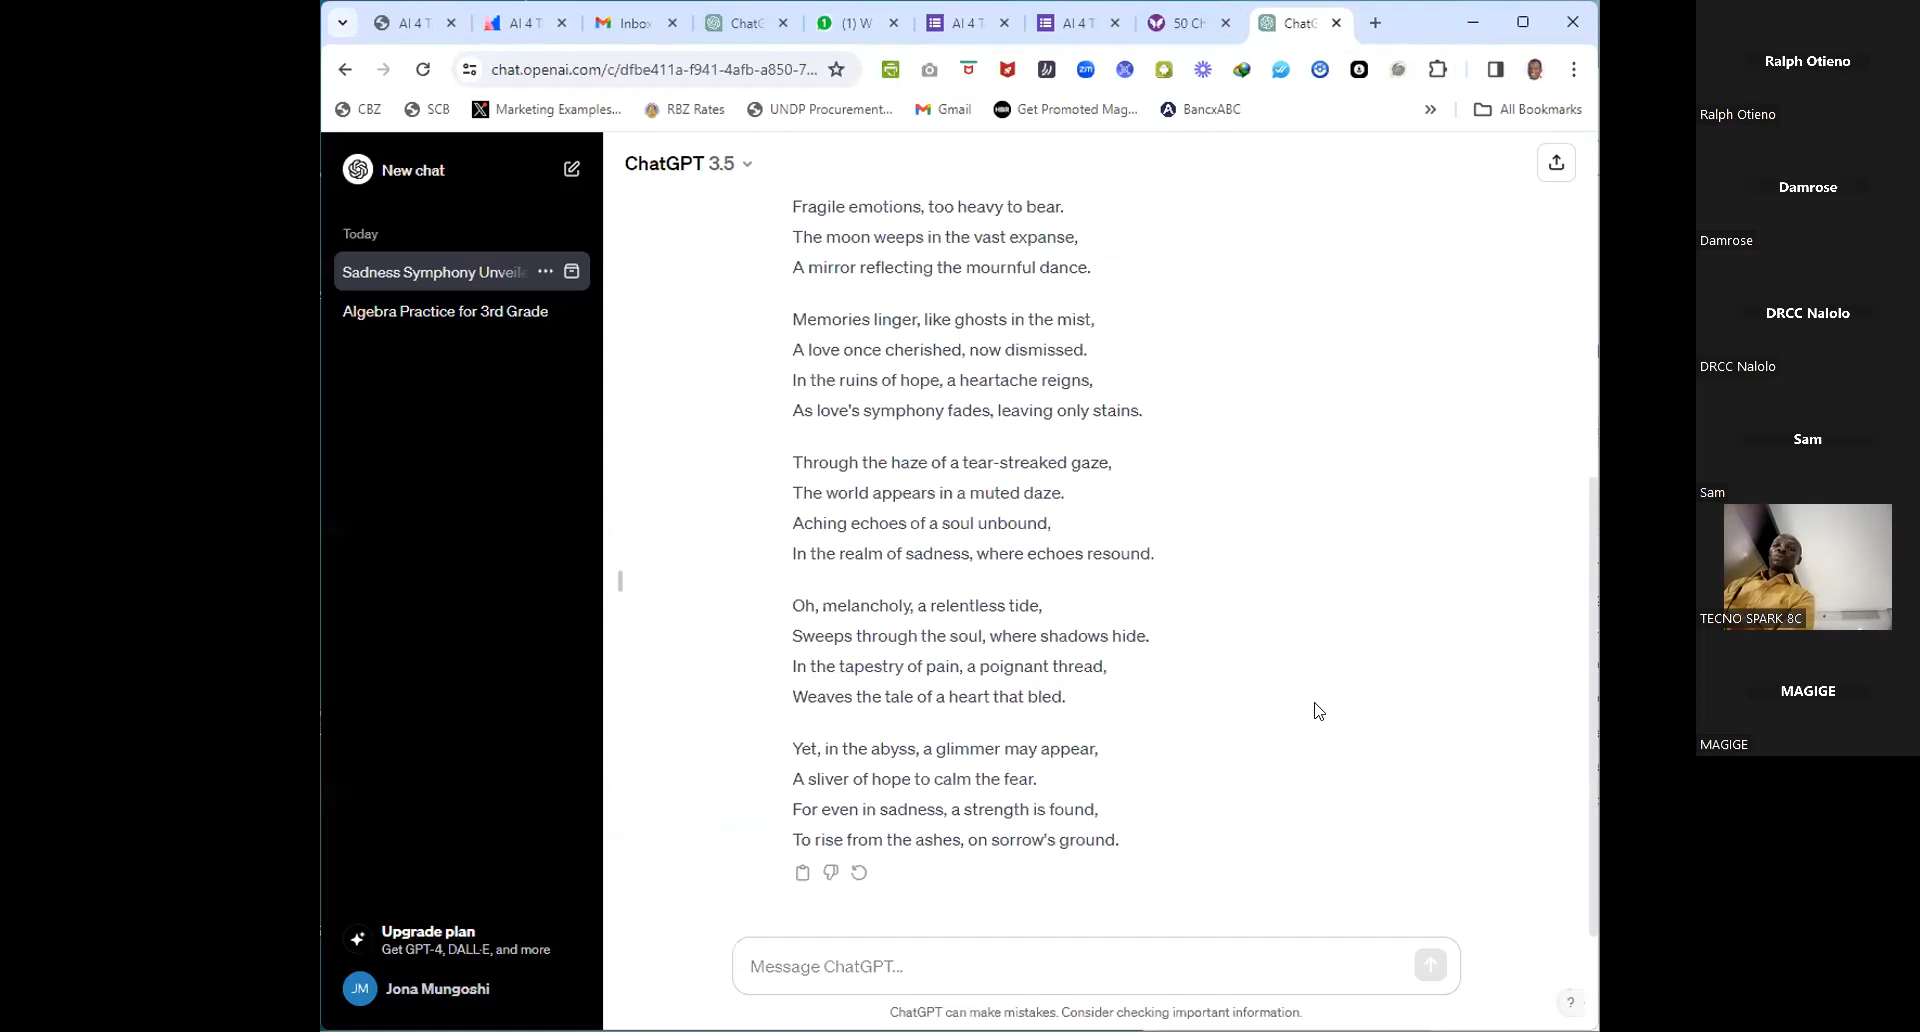 AI 4 T
AI 4 T
Inbox
ChatG
(1) W
AI 4 T
AI 4 T
50 Ch
ChatG
chat.openai.com/c/dfbe411a-f941-4afb-a850-7...
CBZ
SCB
Marketing Examples...
RBZ Rates
UNDP Procurement...
Gmail
Get Promoted Mag...
BancxABC
All Bookmarks
New chat
Today
Sadness Symphony Unveile
Algebra Practice for 3rd Grade
Upgrade plan
Get GPT-4, DALL·E, and more
JM
Jona Mungoshi
ChatGPT 3.5
Fragile emotions, too heavy to bear.
The moon weeps in the vast expanse,
A mirror reflecting the mournful dance.
Memories linger, like ghosts in the mist,
A love once cherished, now dismissed.
In the ruins of hope, a heartache reigns,
As love's symphony fades, leaving only stains.
Through the haze of a tear-streaked gaze,
The world appears in a muted daze.
Aching echoes of a soul unbound,
In the realm of sadness, where echoes resound.
Oh, melancholy, a relentless tide,
Sweeps through the soul, where shadows hide.
In the tapestry of pain, a poignant thread,
Weaves the tale of a heart that bled.
Yet, in the abyss, a glimmer may appear,
A sliver of hope to calm the fear.
For even in sadness, a strength is found,
To rise from the ashes, on sorrow's ground.
Message ChatGPT...
ChatGPT can make mistakes. Consider checking important information.
?
Ralph Otieno
Ralph Otieno
Damrose
Damrose
DRCC Nalolo
DRCC Nalolo
Sam
Sam
TECNO SPARK 8C
MAGIGE
MAGIGE